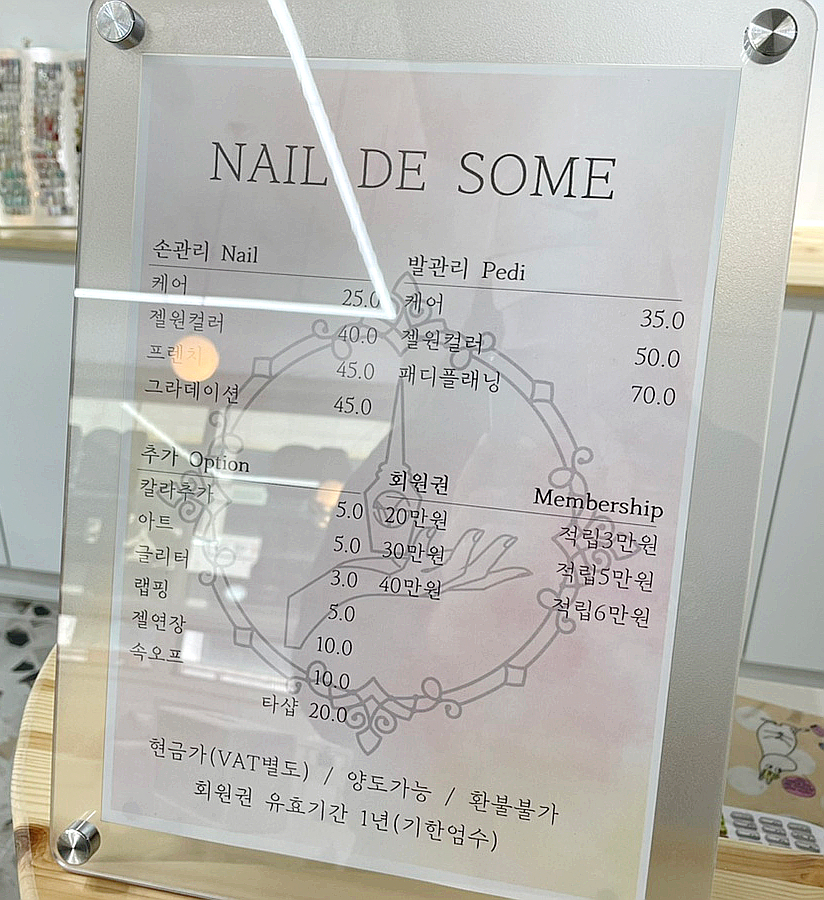 NAIL DE SOME
손관리 Nail
케어 25.0
젤원컬러 40.0
프렌치 45.0
그라데이션 45.0
발관리 Pedi
케어 35.0
젤원컬러 50.0
패디플래닝 70.0
추가 Option
칼라추가 5.0
아트 5.0
글리터 3.0
랩핑 5.0
젤연장 10.0
속오프 10.0
타샵 20.0
회원권 Membership
20만원 적립3만원
30만원 적립5만원
40만원 적립6만원
현금가(VAT별도) / 양도가능 / 환불불가
회원권 유효기간 1년(기한엄수)